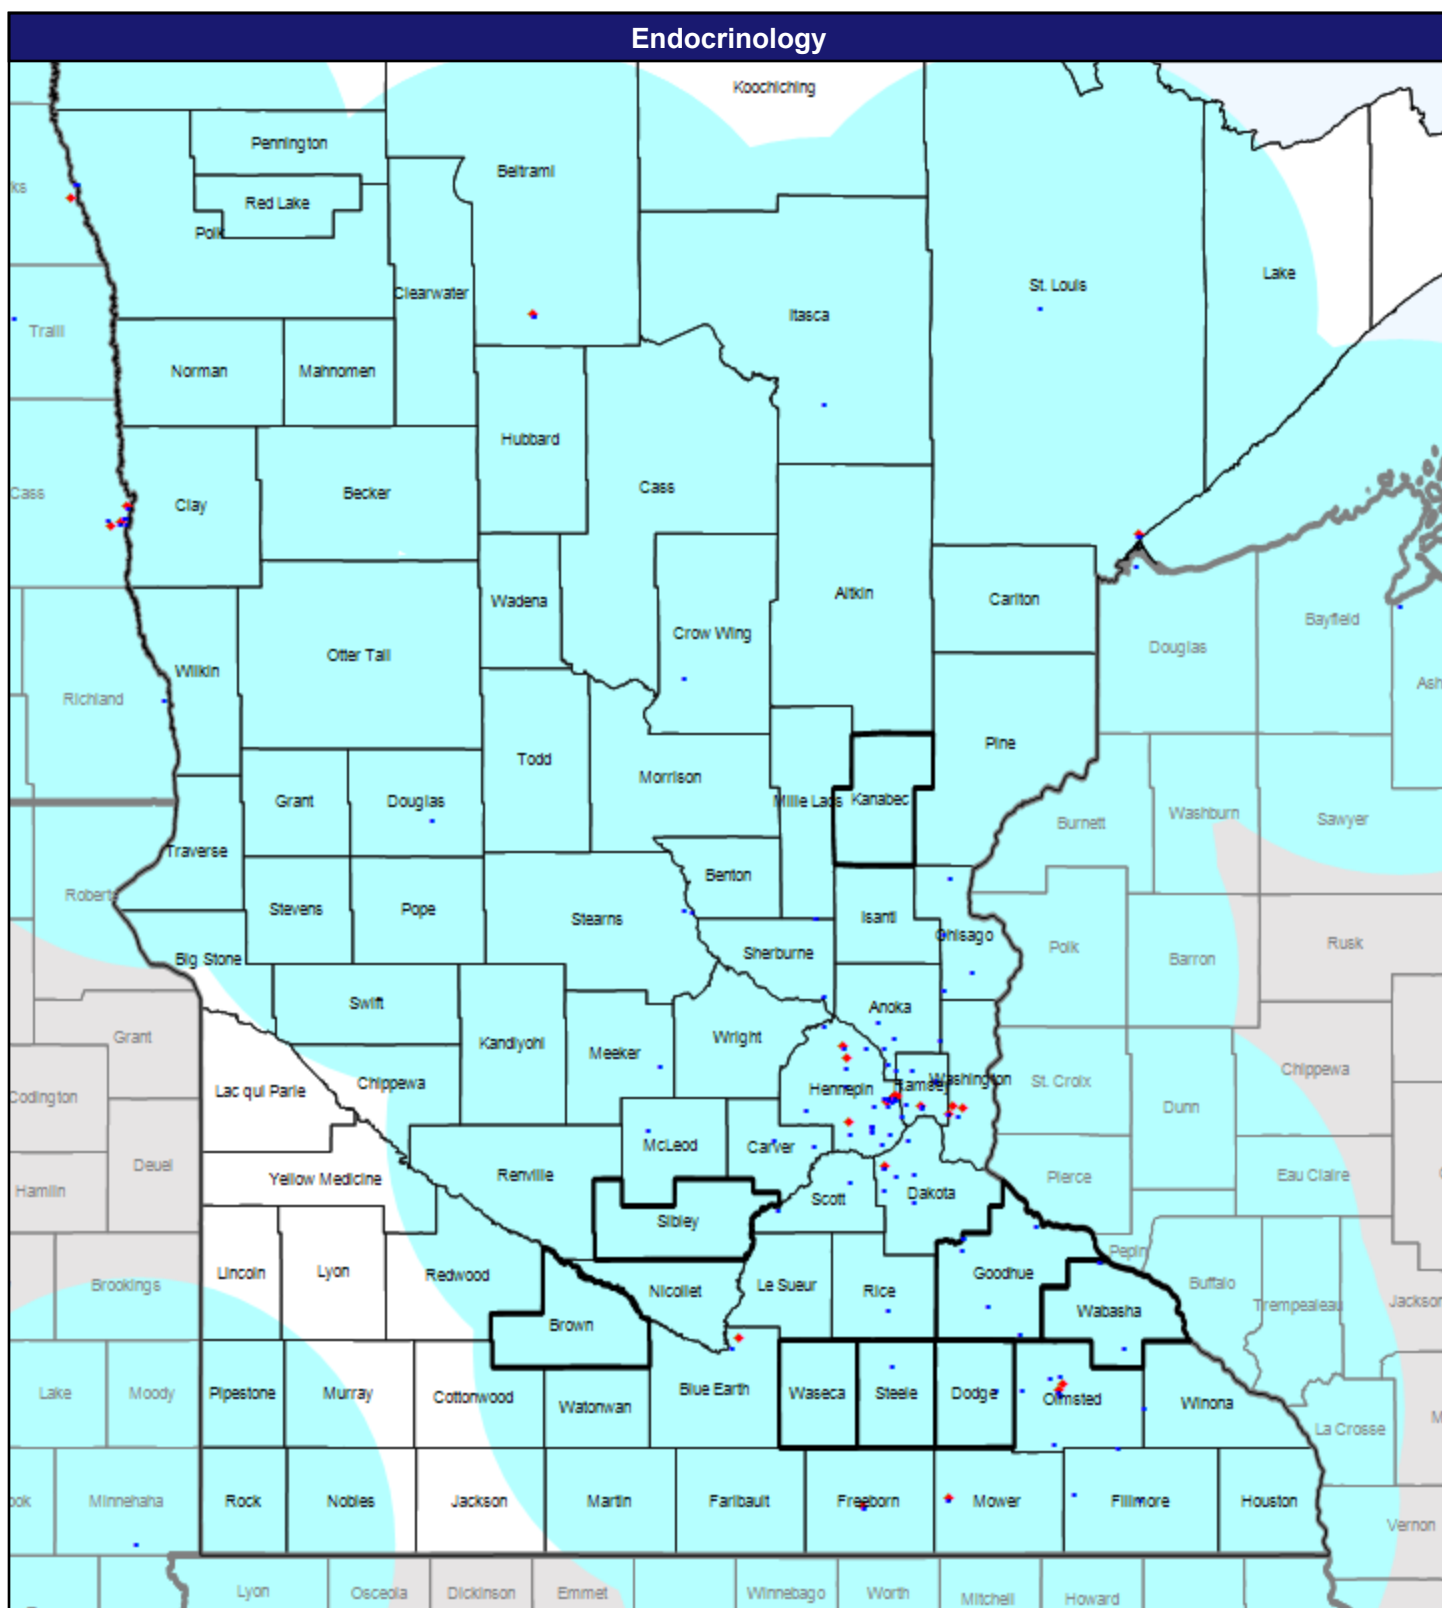 Endocrinology
Koochiching
Pennington
Beltrami
ks
Red Lake
Polk
Lake
St. Louis
Clearwater
Itasca
Traill
Norman
Mahnomen
Hubbard
Cass
Cass
Becker
Clay
Aitkin
Carlton
Wadena
Bayfield
Crow Wing
Douglas
Otter Tail
Wilkin
Ash
Richland
Pine
Todd
Morrison
Grant
Douglas
Mille Lacs
Kanabec
Washburn
Sawyer
Burnett
Traverse
Benton
Roberts
Stevens
Pope
Stearns
Isanti
Chisago
Rusk
Polk
Sherburne
Barron
Big Stone
Swift
Anoka
Grant
Wright
Kandiyohi
Meeker
Chippewa
Washington
St. Croix
Chippewa
Ramsey
Hennepin
Lac qui Parle
Codington
Dunn
McLeod
Carver
Deuel
Renville
Eau Claire
Yellow Medicine
Pierce
Hamlin
Scott
Dakota
Sibley
Pepin
Lincoln
Lyon
Redwood
Goodhue
Brookings
Le Sueur
Buffalo
Nicollet
Rice
Jackson
Trempealeau
Wabasha
Brown
Blue Earth
Lake
Moody
Pipestone
Murray
Cottonwood
Waseca
Steele
Dodge
Olmsted
Winona
Watonwan
La Crosse
M
ok
Minnehaha
Rock
Nobles
Jackson
Martin
Faribault
Freeborn
Mower
Fillmore
Houston
Vernon
Lyon
Osceola
Dickinson
Emmet
Winnebago
Worth
Mitchell
Howard